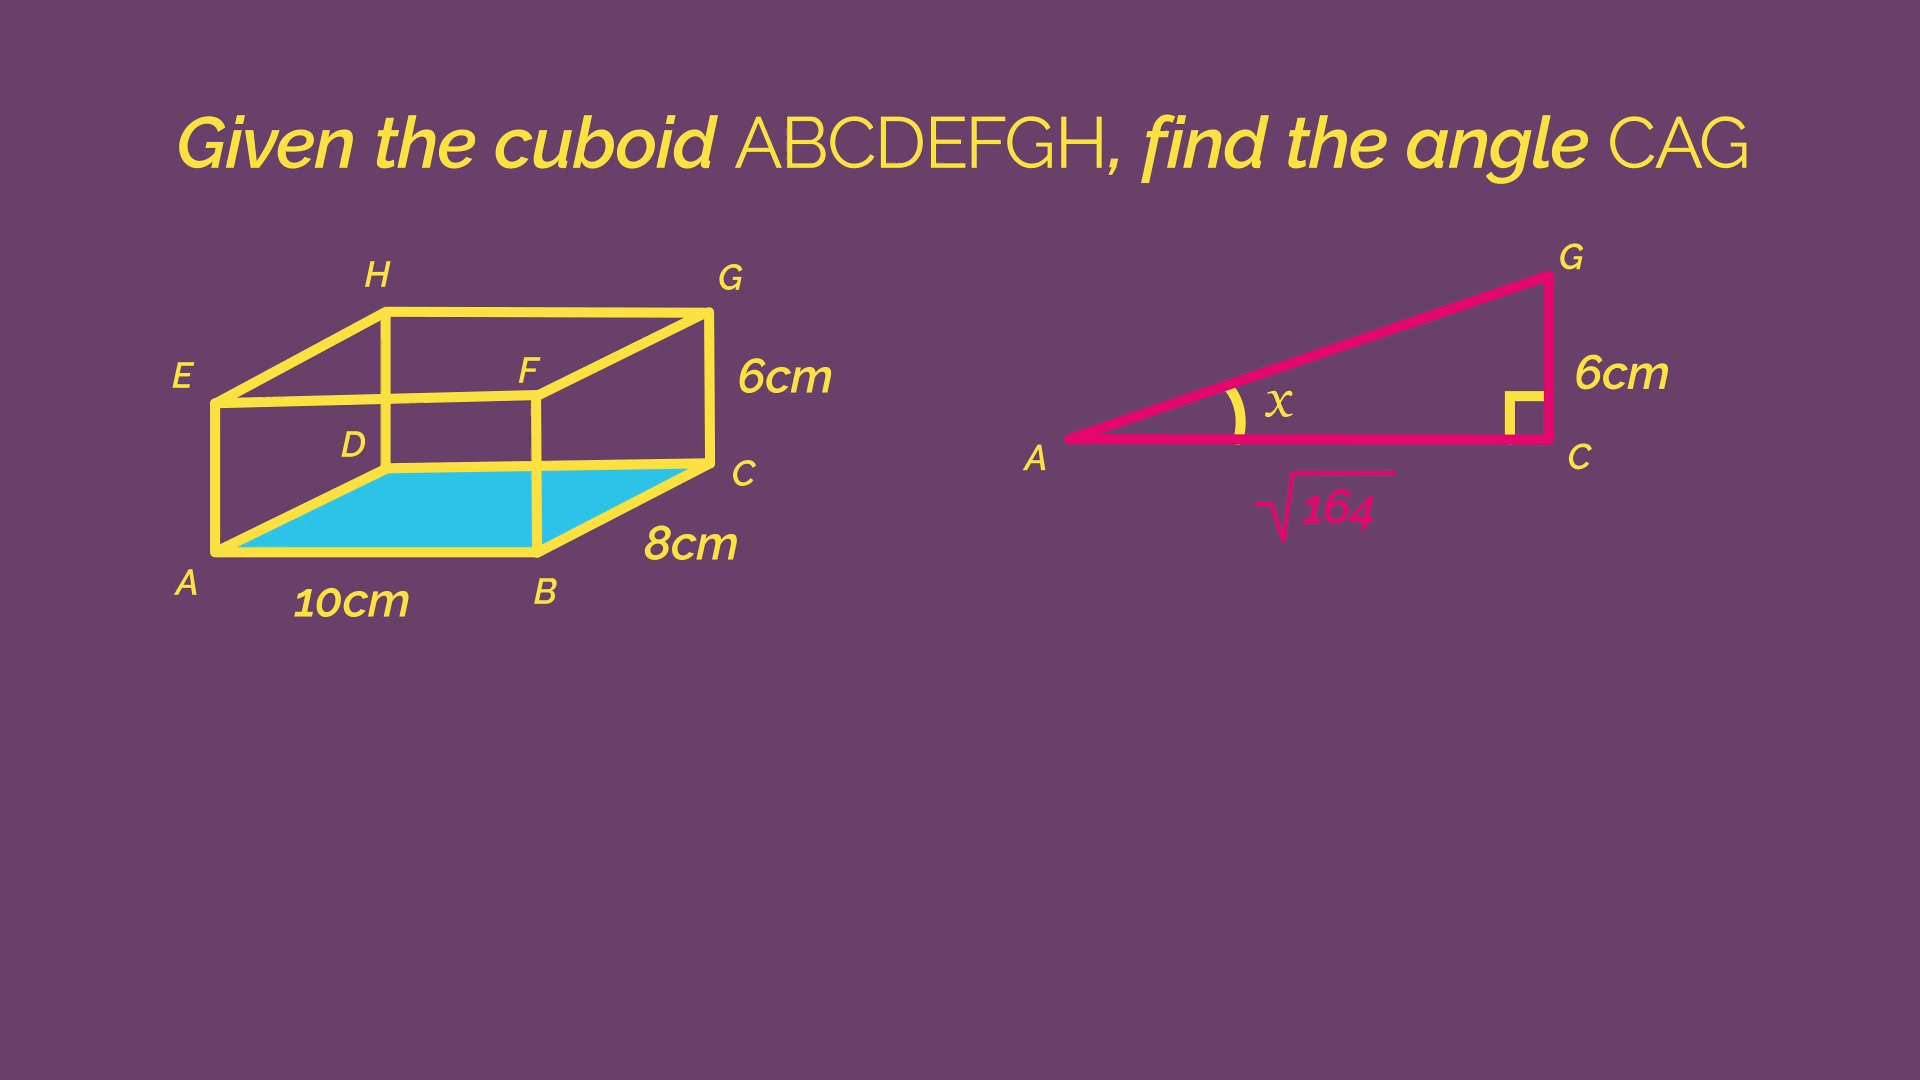 Given the cuboid ABCDEFGH, find the angle CAG
H
G
E
F
6cm
D
C
8cm
A
10cm
B
G
6cm
x
A
C
√164